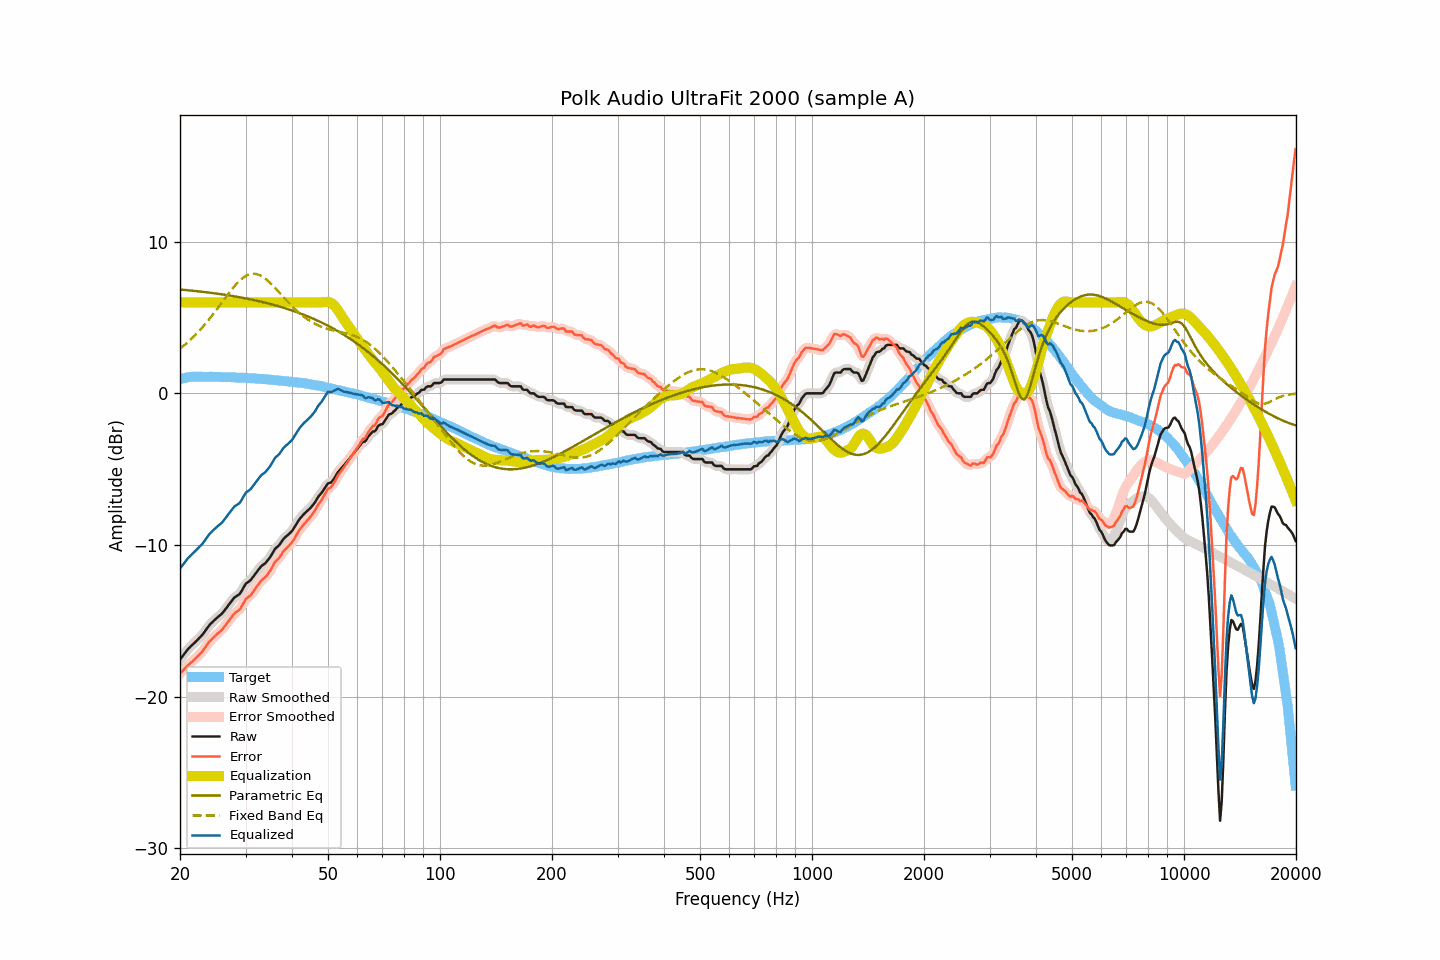 Polk Audio UltraFit 2000 (sample A)
Amplitude (dBr)
10
0
−10
−20
−30
Target
Raw Smoothed
Error Smoothed
Raw
Error
Equalization
Parametric Eq
Fixed Band Eq
Equalized
20 50 100 200 500 1000 2000 5000 10000 20000
Frequency (Hz)